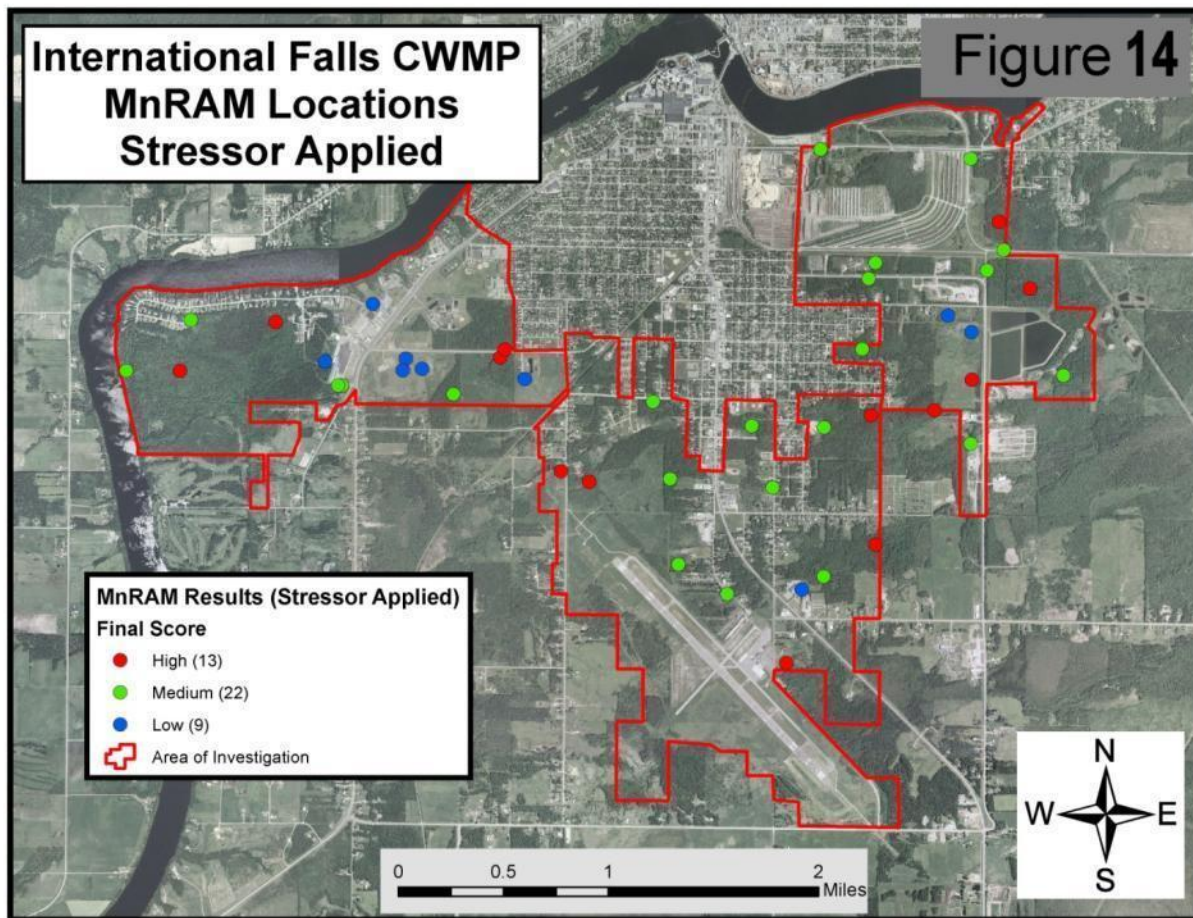 International Falls CWMP
MnRAM Locations
Stressor Applied
Figure 14
MnRAM Results (Stressor Applied)
Final Score
High (13)
Medium (22)
Low (9)
Area of Investigation
N
W E
S
0 0.5 1 2
Miles